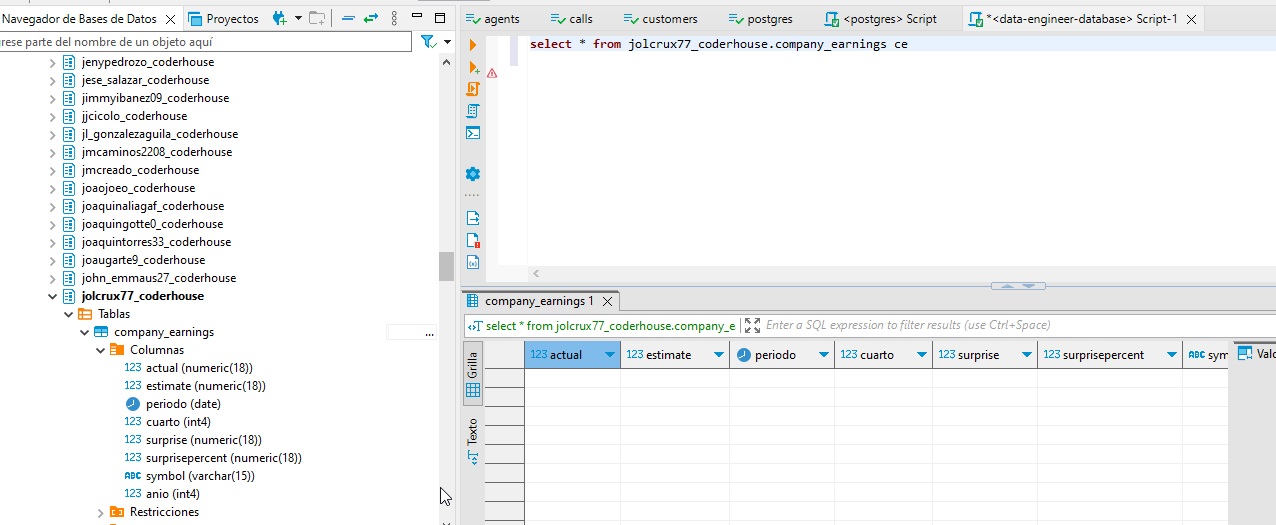 Navegador de Bases de Datos
Proyectos
rese parte del nombre de un objeto aquí
jenypedrozo_coderhouse
jese_salazar_coderhouse
jimmyibanez09_coderhouse
jjcicolo_coderhouse
jl_gonzalezaguila_coderhouse
jmcaminos2208_coderhouse
jmcreado_coderhouse
joaojoeo_coderhouse
joaquinaliagaf_coderhouse
joaquingotte0_coderhouse
joaquintorres33_coderhouse
joaugarte9_coderhouse
john_emmaus27_coderhouse
jolcrux77_coderhouse
Tablas
company_earnings
...
Columnas
123 actual (numeric(18))
123 estimate (numeric(18))
periodo (date)
123 cuarto (int4)
123 surprise (numeric(18))
123 surprisepercent (numeric(18))
ABC symbol (varchar(15))
123 anio (int4)
Restricciones
agents
calls
customers
postgres
<postgres> Script
*<data-engineer-database> Script-1
select * from jolcrux77_coderhouse.company_earnings ce
company_earnings 1
select * from jolcrux77_coderhouse.company_e
Enter a SQL expression to filter results (use Ctrl+Space)
Grilla
Texto
123 actual
123 estimate
periodo
123 cuarto
123 surprise
123 surprisepercent
ABC sym
Valo